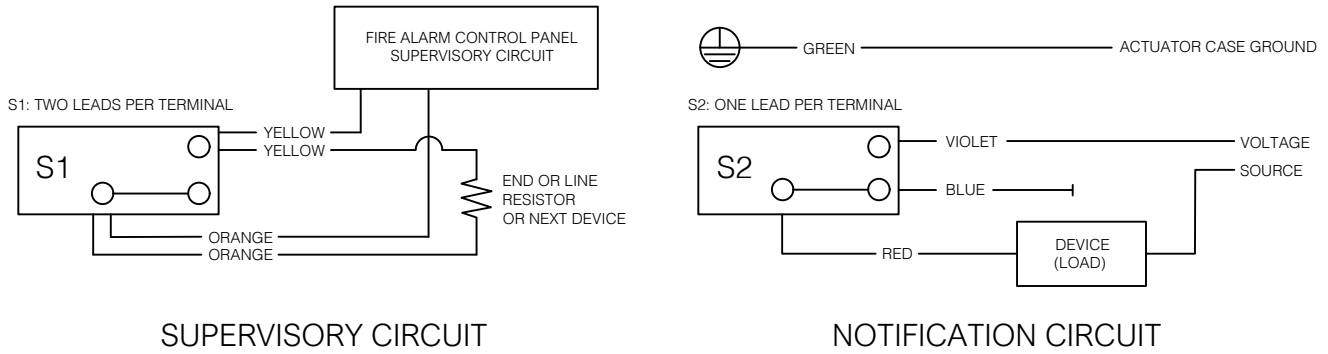 FIRE ALARM CONTROL PANEL
SUPERVISORY CIRCUIT
S1: TWO LEADS PER TERMINAL
S1
YELLOW
YELLOW
END OR LINE
RESISTOR
OR NEXT DEVICE
ORANGE
ORANGE
SUPERVISORY CIRCUIT
GREEN
ACTUATOR CASE GROUND
S2: ONE LEAD PER TERMINAL
S2
VIOLET
VOLTAGE
SOURCE
BLUE
RED
DEVICE
(LOAD)
NOTIFICATION CIRCUIT